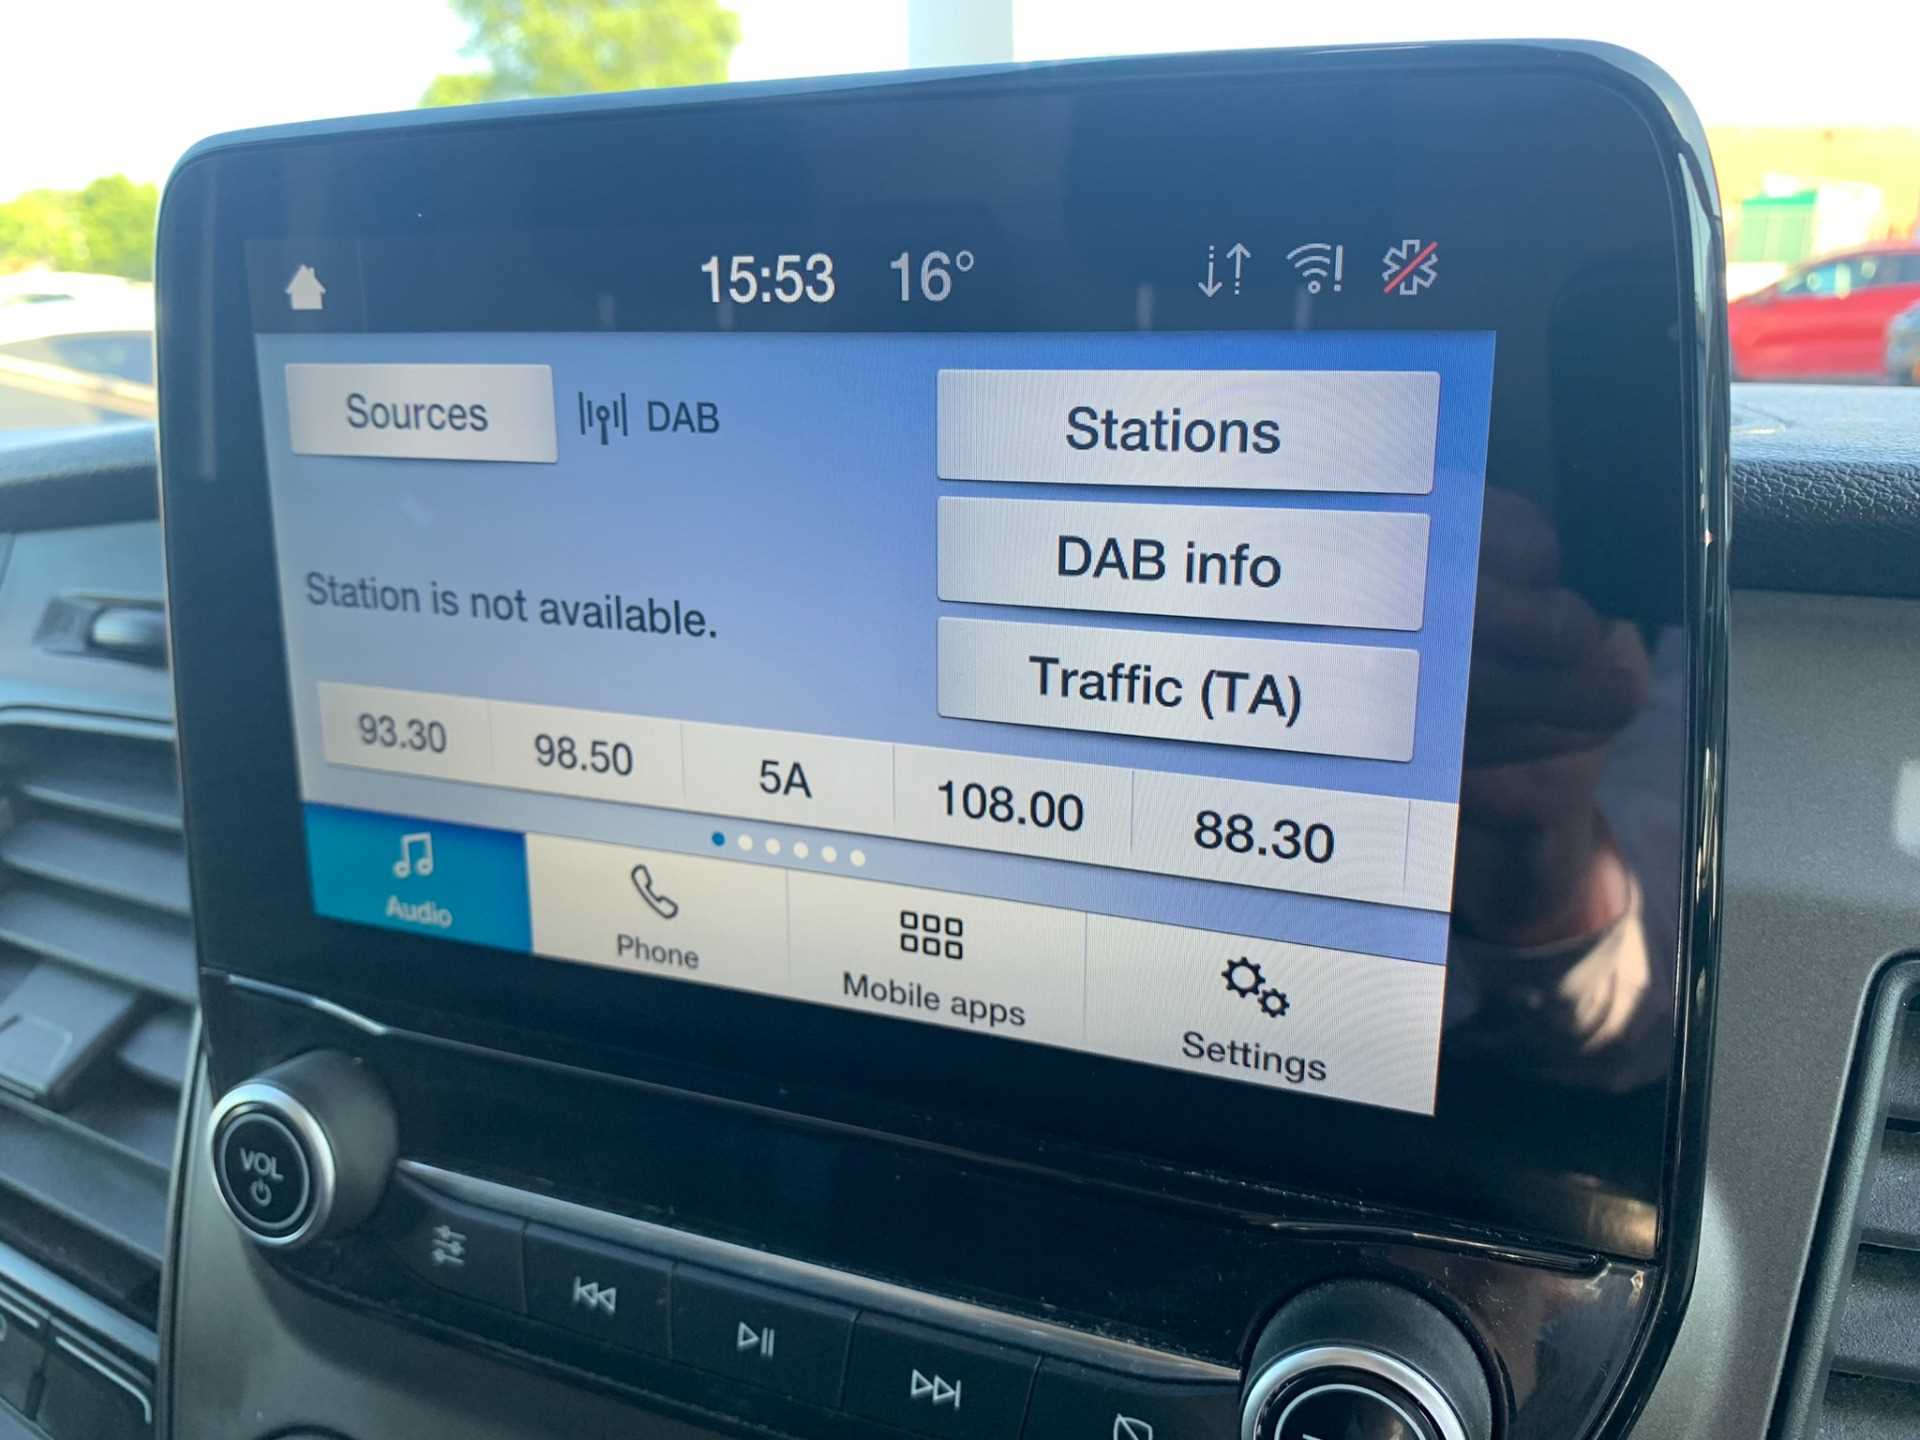 15:53 16°
Sources DAB
Stations
DAB info
Station is not available.
Traffic (TA)
93.30 98.50 5A 108.00 88.30
Audio Phone Mobile apps Settings
VOL